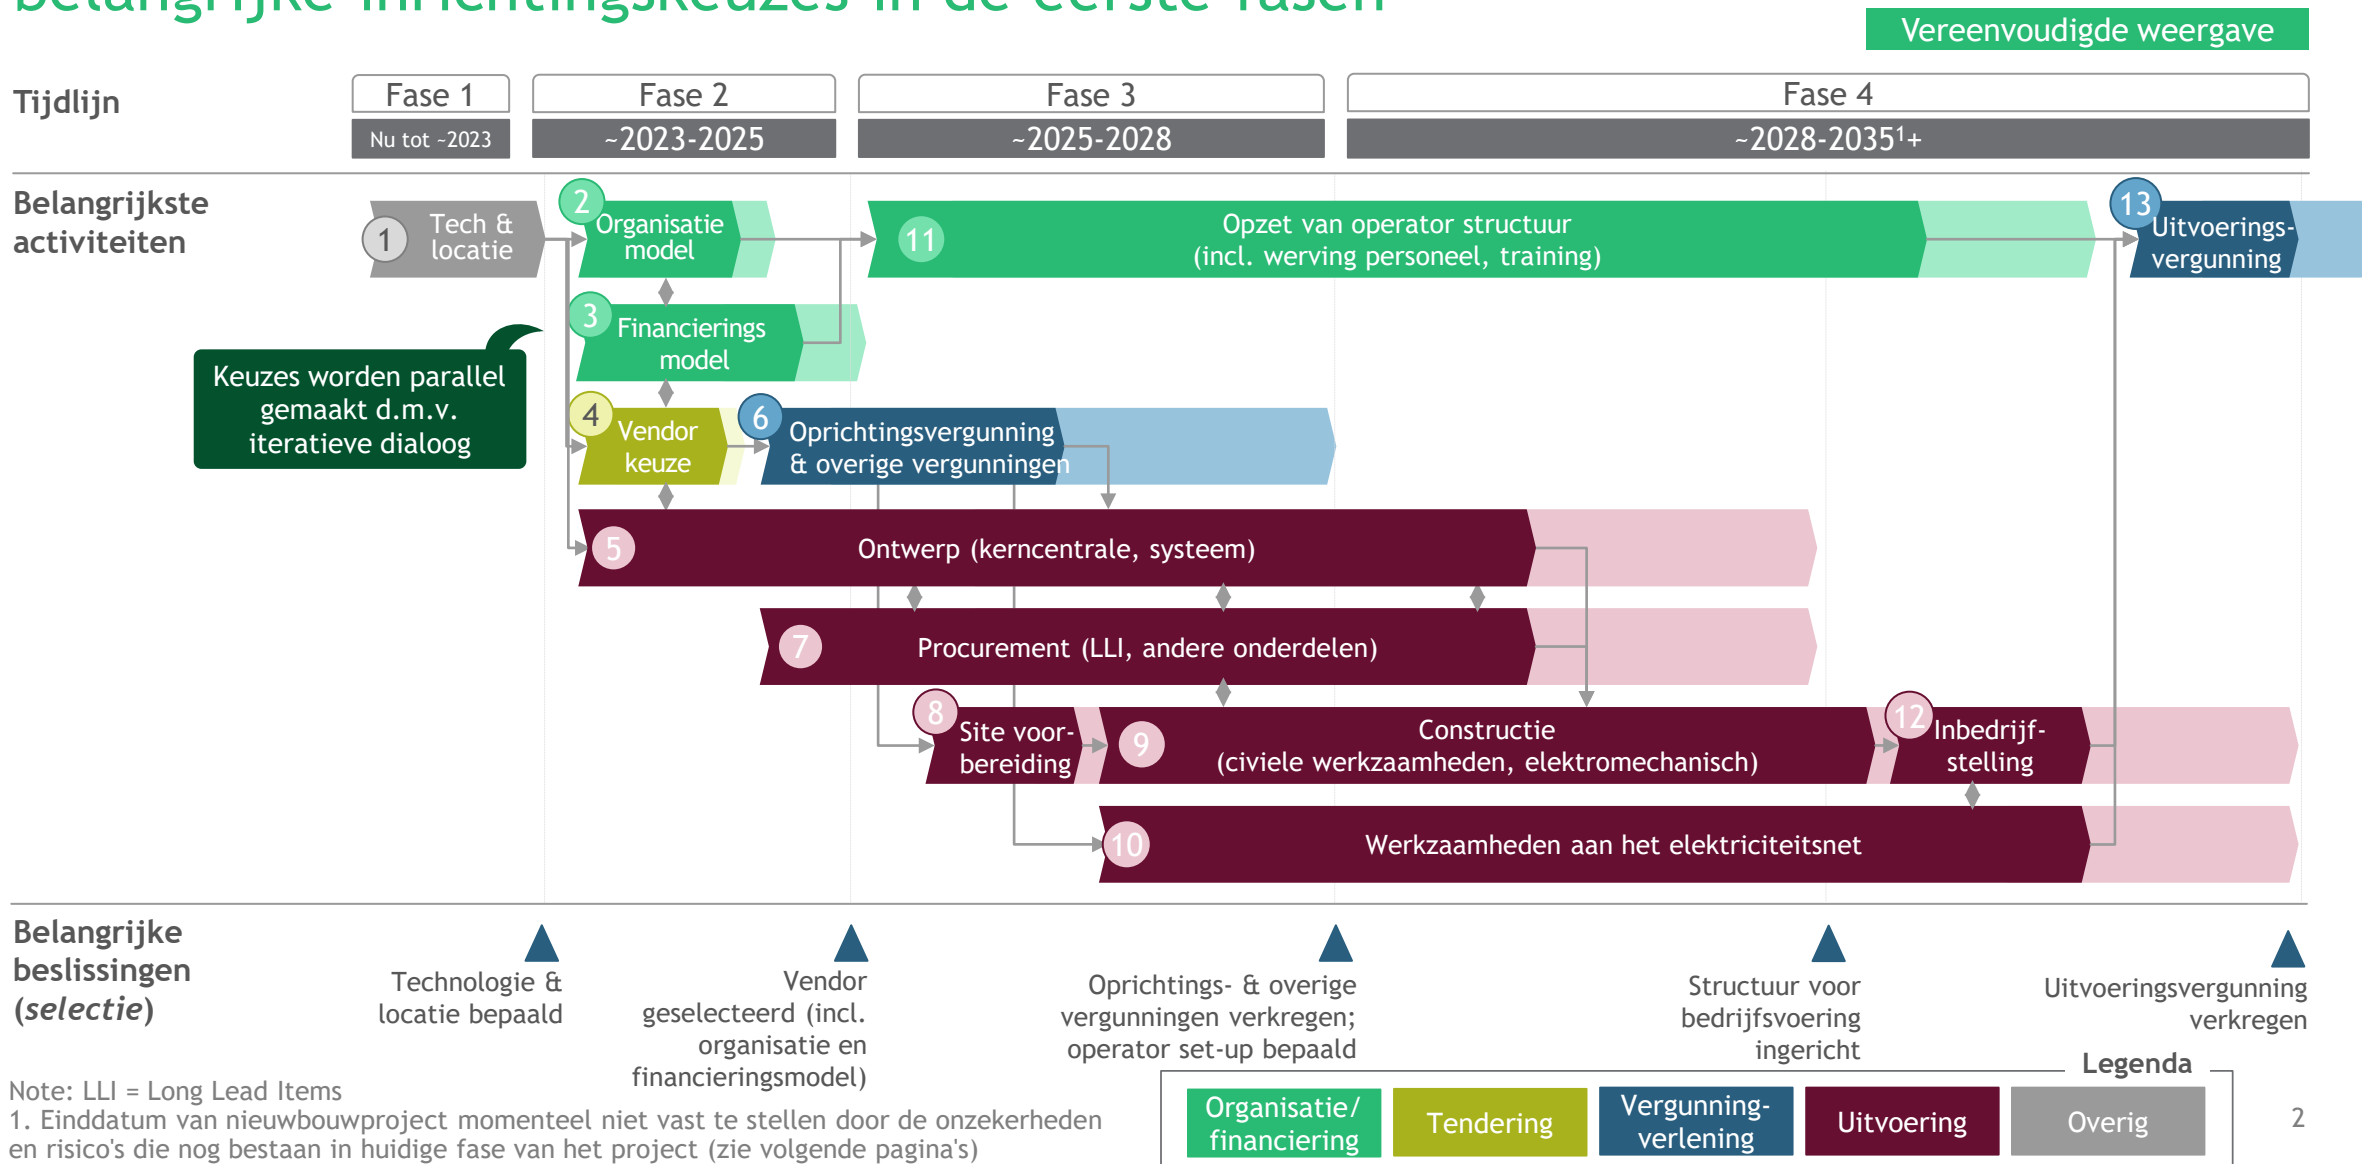 belangrijke inrichtingskeuzes in de eerste fasen
Vereenvoudigde weergave
Tijdlijn
Fase 1
Fase 2
Fase 3
Fase 4
Nu tot ~2023
~2023-2025
~2025-2028
~2028-2035¹+
Belangrijkste
activiteiten
1
Tech &
locatie
2
Organisatie
model
11
Opzet van operator structuur
(incl. werving personeel, training)
13
Uitvoerings-
vergunning
3
Financierings
model
Keuzes worden parallel
gemaakt d.m.v.
iteratieve dialoog
4
Vendor
keuze
6
Oprichtingsvergunning
& overige vergunningen
5
Ontwerp (kerncentrale, systeem)
7
Procurement (LLI, andere onderdelen)
8
Site voor-
bereiding
9
Constructie
(civiele werkzaamheden, elektromechanisch)
12
Inbedrijf-
stelling
10
Werkzaamheden aan het elektriciteitsnet
Belangrijke
beslissingen
(selectie)
Technologie &
locatie bepaald
Vendor
geselecteerd (incl.
organisatie en
financieringsmodel)
Oprichtings- & overige
vergunningen verkregen;
operator set-up bepaald
Structuur voor
bedrijfsvoering
ingericht
Uitvoeringsvergunning
verkregen
Note: LLI = Long Lead Items
1. Einddatum van nieuwbouwproject momenteel niet vast te stellen door de onzekerheden
en risico's die nog bestaan in huidige fase van het project (zie volgende pagina's)
Legenda
Organisatie/
financiering
Tendering
Vergunning-
verlening
Uitvoering
Overig
2